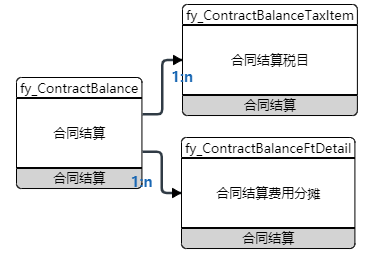 fy_ContractBalanceTaxItem
合同结算税目
合同结算
1:n
fy_ContractBalance
合同结算
合同结算
1:n
fy_ContractBalanceFtDetail
合同结算费用分摊
合同结算